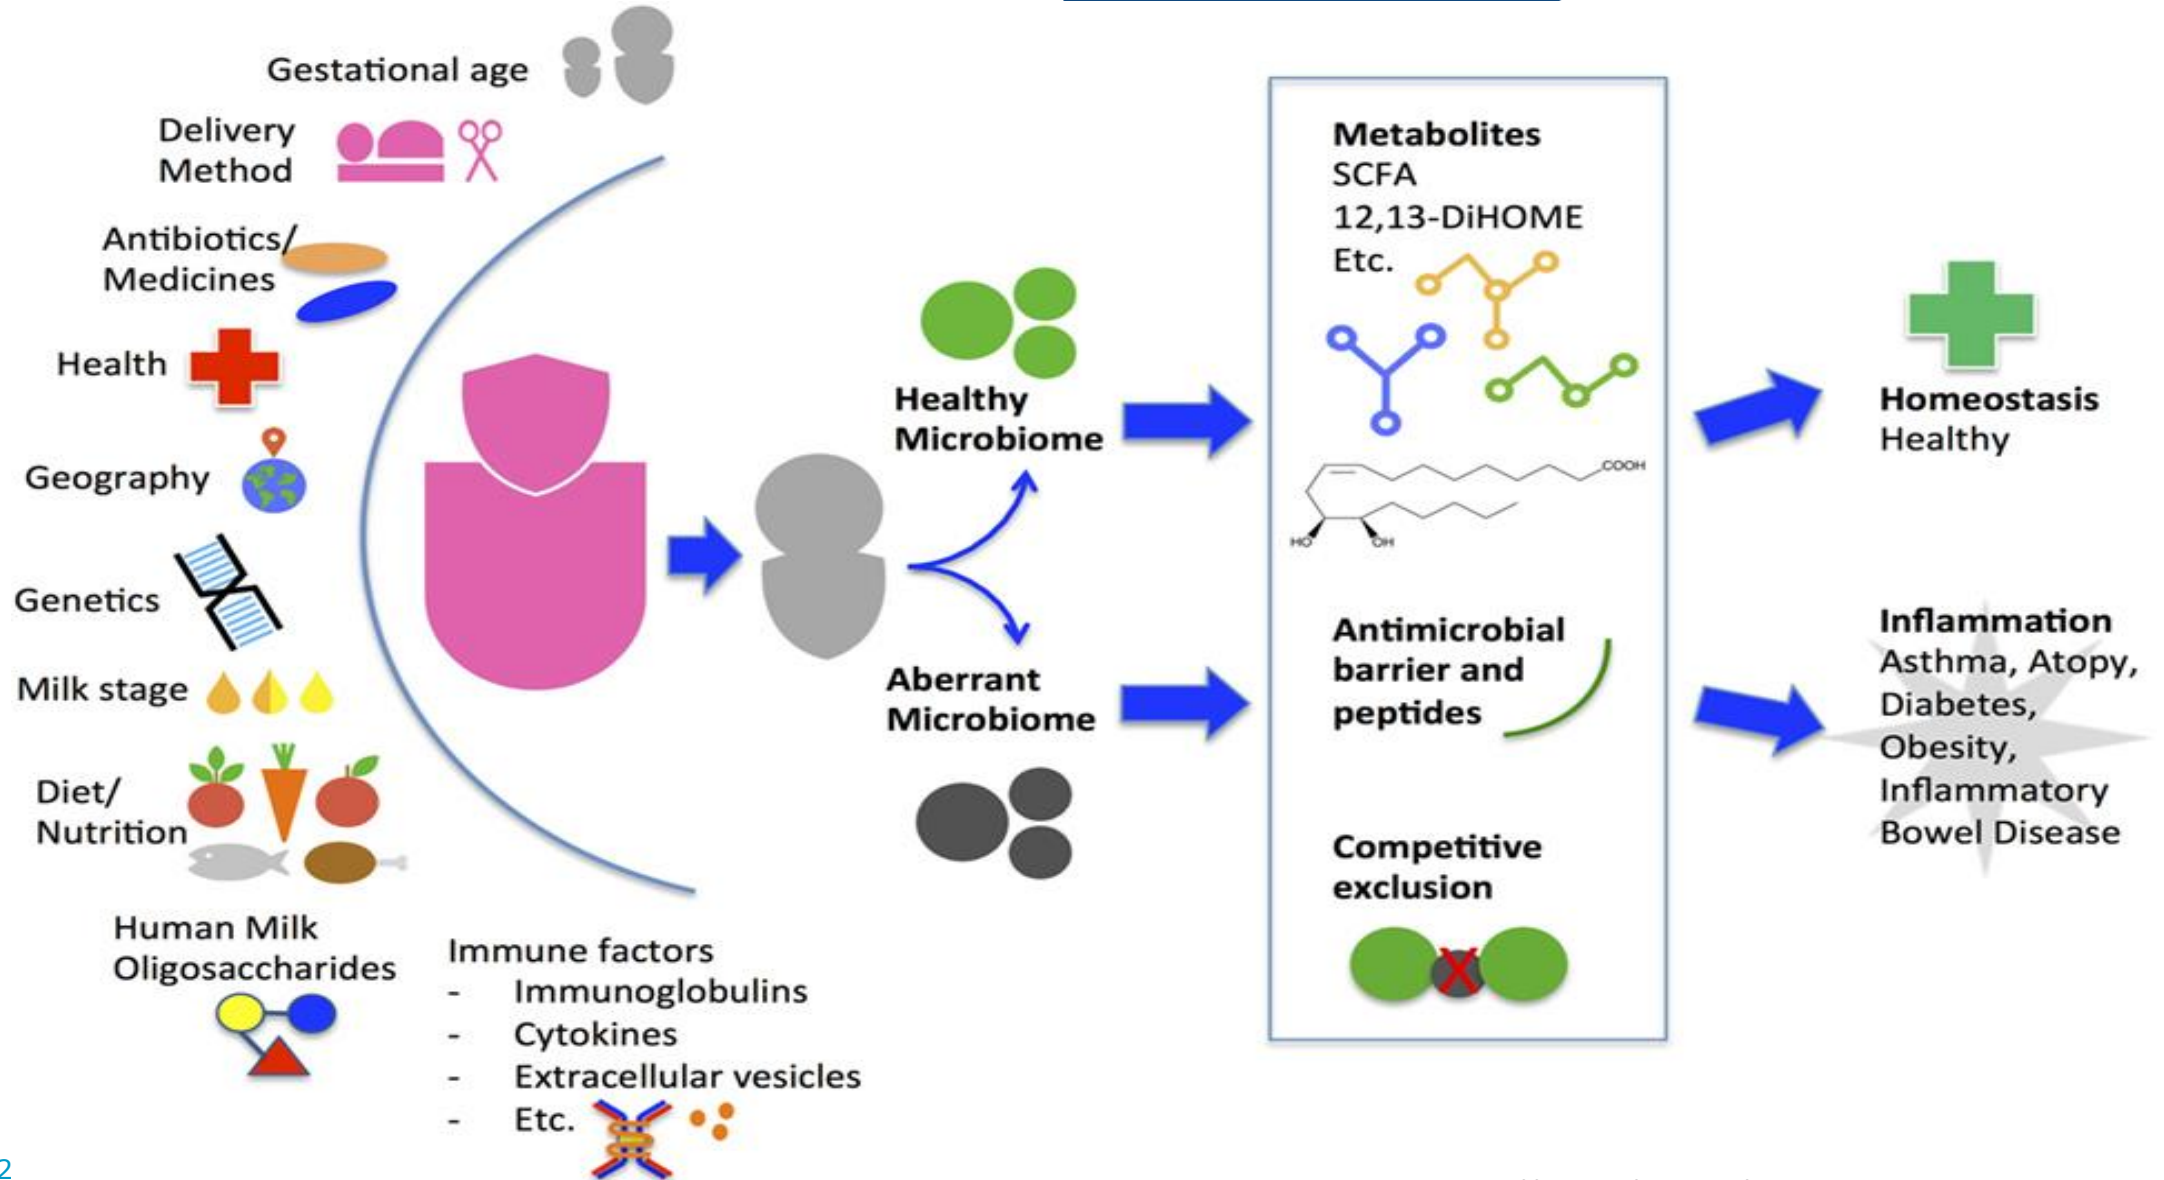 Gestational age
Delivery
Method
Antibiotics/
Medicines
Health
Geography
Genetics
Milk stage
Diet/
Nutrition
Human Milk
Oligosaccharides
Immune factors
- Immunoglobulins
- Cytokines
- Extracellular vesicles
- Etc.
Healthy
Microbiome
Aberrant
Microbiome
Metabolites
SCFA
12,13-DiHOME
Etc.
COOH
HO
OH
Antimicrobial
barrier and
peptides
Competitive
exclusion
X
Homeostasis
Healthy
Inflammation
Asthma, Atopy,
Diabetes,
Obesity,
Inflammatory
Bowel Disease
2